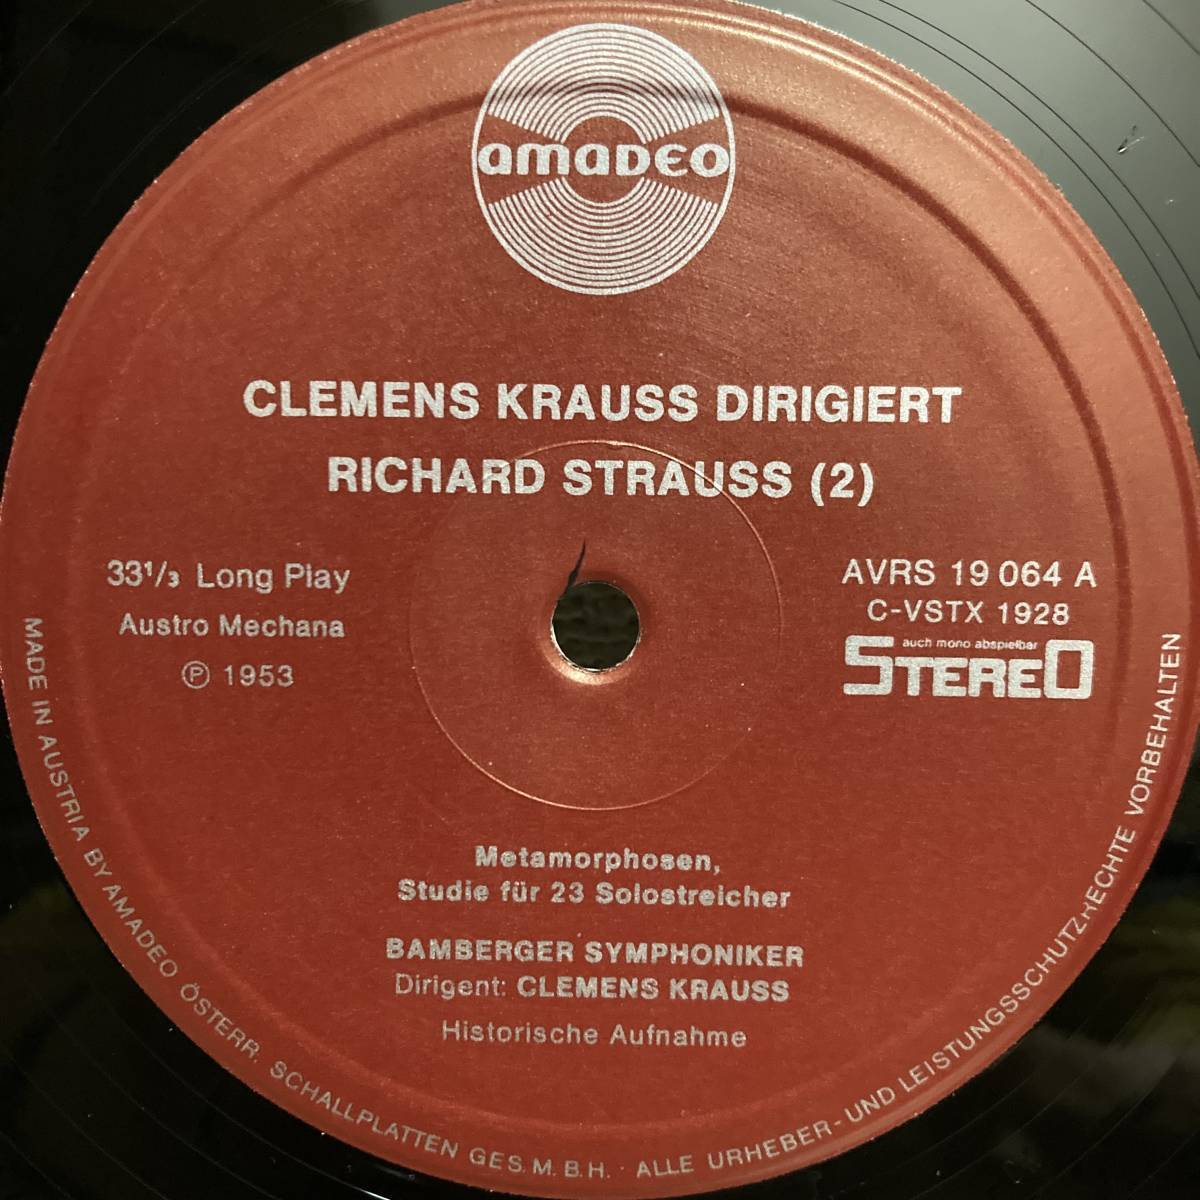 amadeo
CLEMENS KRAUSS DIRIGIERT
RICHARD STRAUSS (2)
33 1/3 Long Play
Austro Mechana
℗ 1953
AVRS 19 064 A
C-VSTX 1928
auch mono abspielbar
STEREO
Metamorphosen,
Studie für 23 Solostreicher
BAMBERGER SYMPHONIKER
Dirigent: CLEMENS KRAUSS
Historische Aufnahme
MADE IN AUSTRIA BY AMADEO ÖSTERR. SCHALLPLATTEN GES.M.B.H. · ALLE URHEBER- UND LEISTUNGSSCHUTZRECHTE VORBEHALTEN